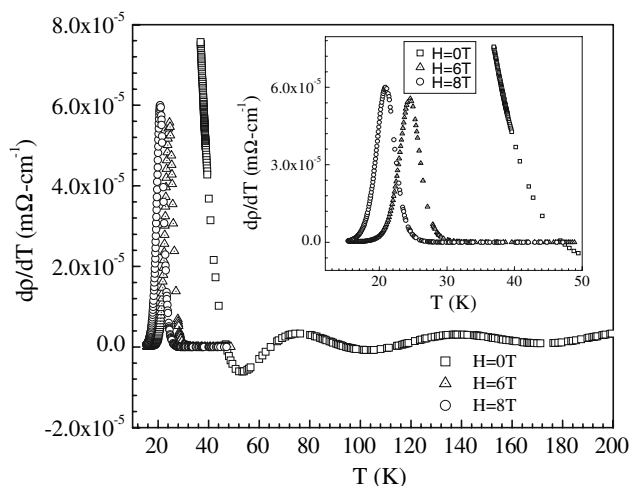 8.0x10⁻⁵
6.0x10⁻⁵
4.0x10⁻⁵
2.0x10⁻⁵
0.0
-2.0x10⁻⁵
dρ/dT (mΩ-cm⁻¹)
20 40 60 80 100 120 140 160 180 200
T (K)
H=0T
H=6T
H=8T
6.0x10⁻⁵
3.0x10⁻⁵
0.0
dρ/dT (mΩ-cm⁻¹)
20 30 40 50
T (K)
H=0T
H=6T
H=8T